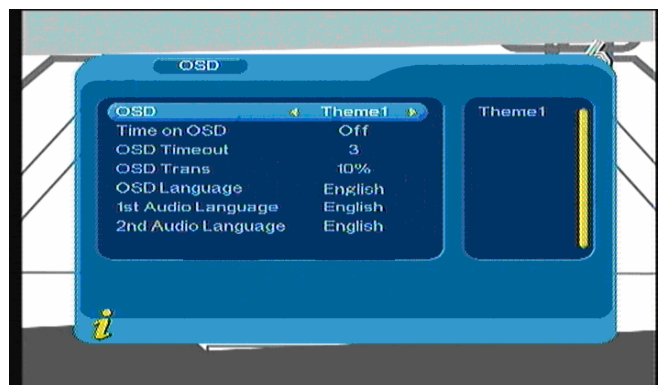 OSD
OSD Theme1
Time on OSD Off
OSD Timeout 3
OSD Trans 10%
OSD Language English
1st Audio Language English
2nd Audio Language English
Theme1
i